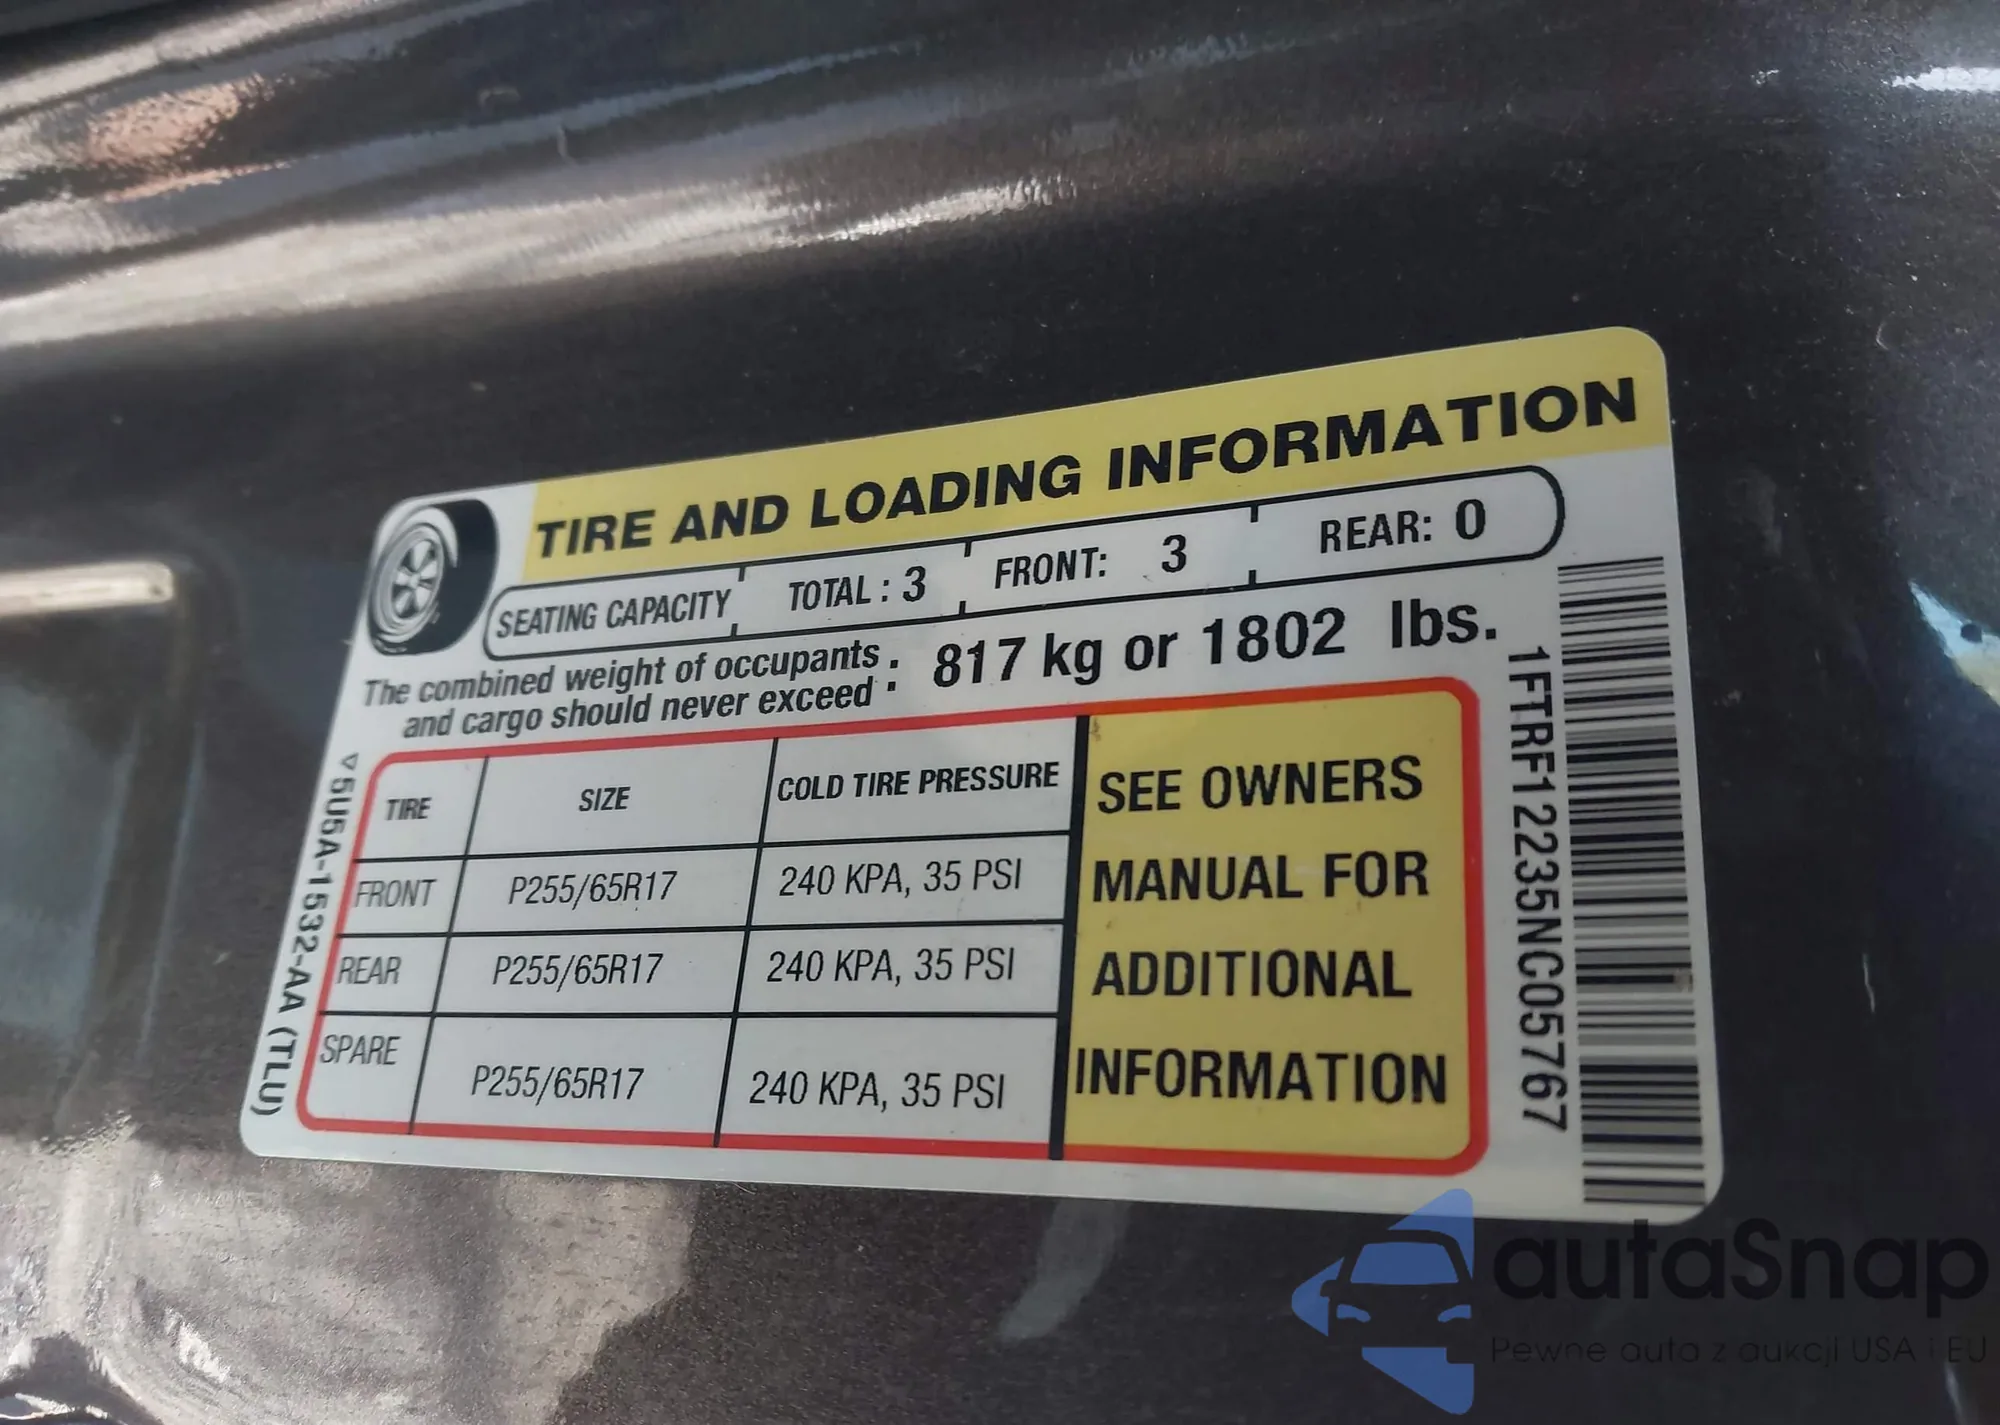 TIRE AND LOADING INFORMATION
SEATING CAPACITY TOTAL : 3 FRONT: 3 REAR: 0
The combined weight of occupants : 817 kg or 1802 lbs.
and cargo should never exceed :
TIRE SIZE COLD TIRE PRESSURE
FRONT P255/65R17 240 KPA, 35 PSI
REAR P255/65R17 240 KPA, 35 PSI
SPARE P255/65R17 240 KPA, 35 PSI
SEE OWNERS
MANUAL FOR
ADDITIONAL
INFORMATION
▽5U5A-1532-AA (TLU)
1FTRF12235NC05767
autaSnap
Pewne auta z aukcji USA i EU